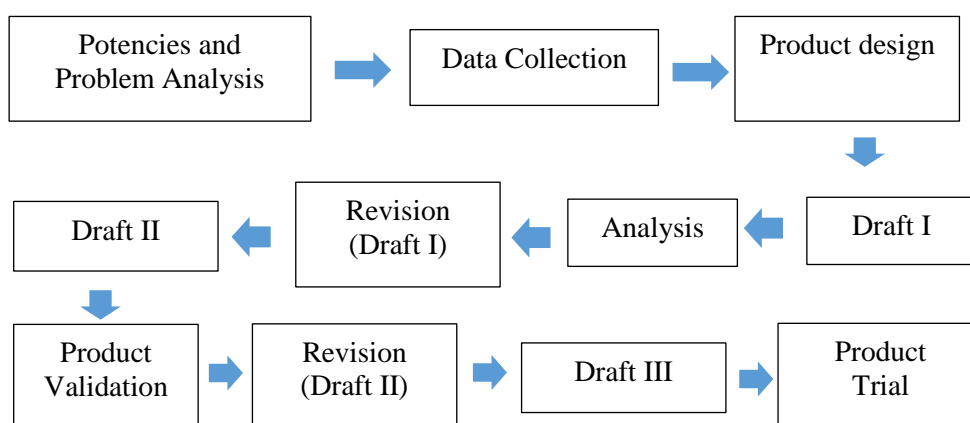 Potencies and
Problem Analysis
Data Collection
Product design
Draft I
Analysis
Revision
(Draft I)
Draft II
Product
Validation
Revision
(Draft II)
Draft III
Product
Trial